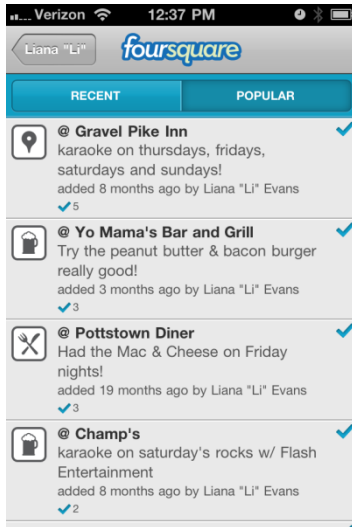 Verizon 12:37 PM
Liana "Li"
foursquare
RECENT POPULAR
@ Gravel Pike Inn
karaoke on thursdays, fridays,
saturdays and sundays!
added 8 months ago by Liana "Li" Evans
5
@ Yo Mama's Bar and Grill
Try the peanut butter & bacon burger
really good!
added 3 months ago by Liana "Li" Evans
3
@ Pottstown Diner
Had the Mac & Cheese on Friday
nights!
added 19 months ago by Liana "Li" Evans
3
@ Champ's
karaoke on saturday's rocks w/ Flash
Entertainment
added 8 months ago by Liana "Li" Evans
2